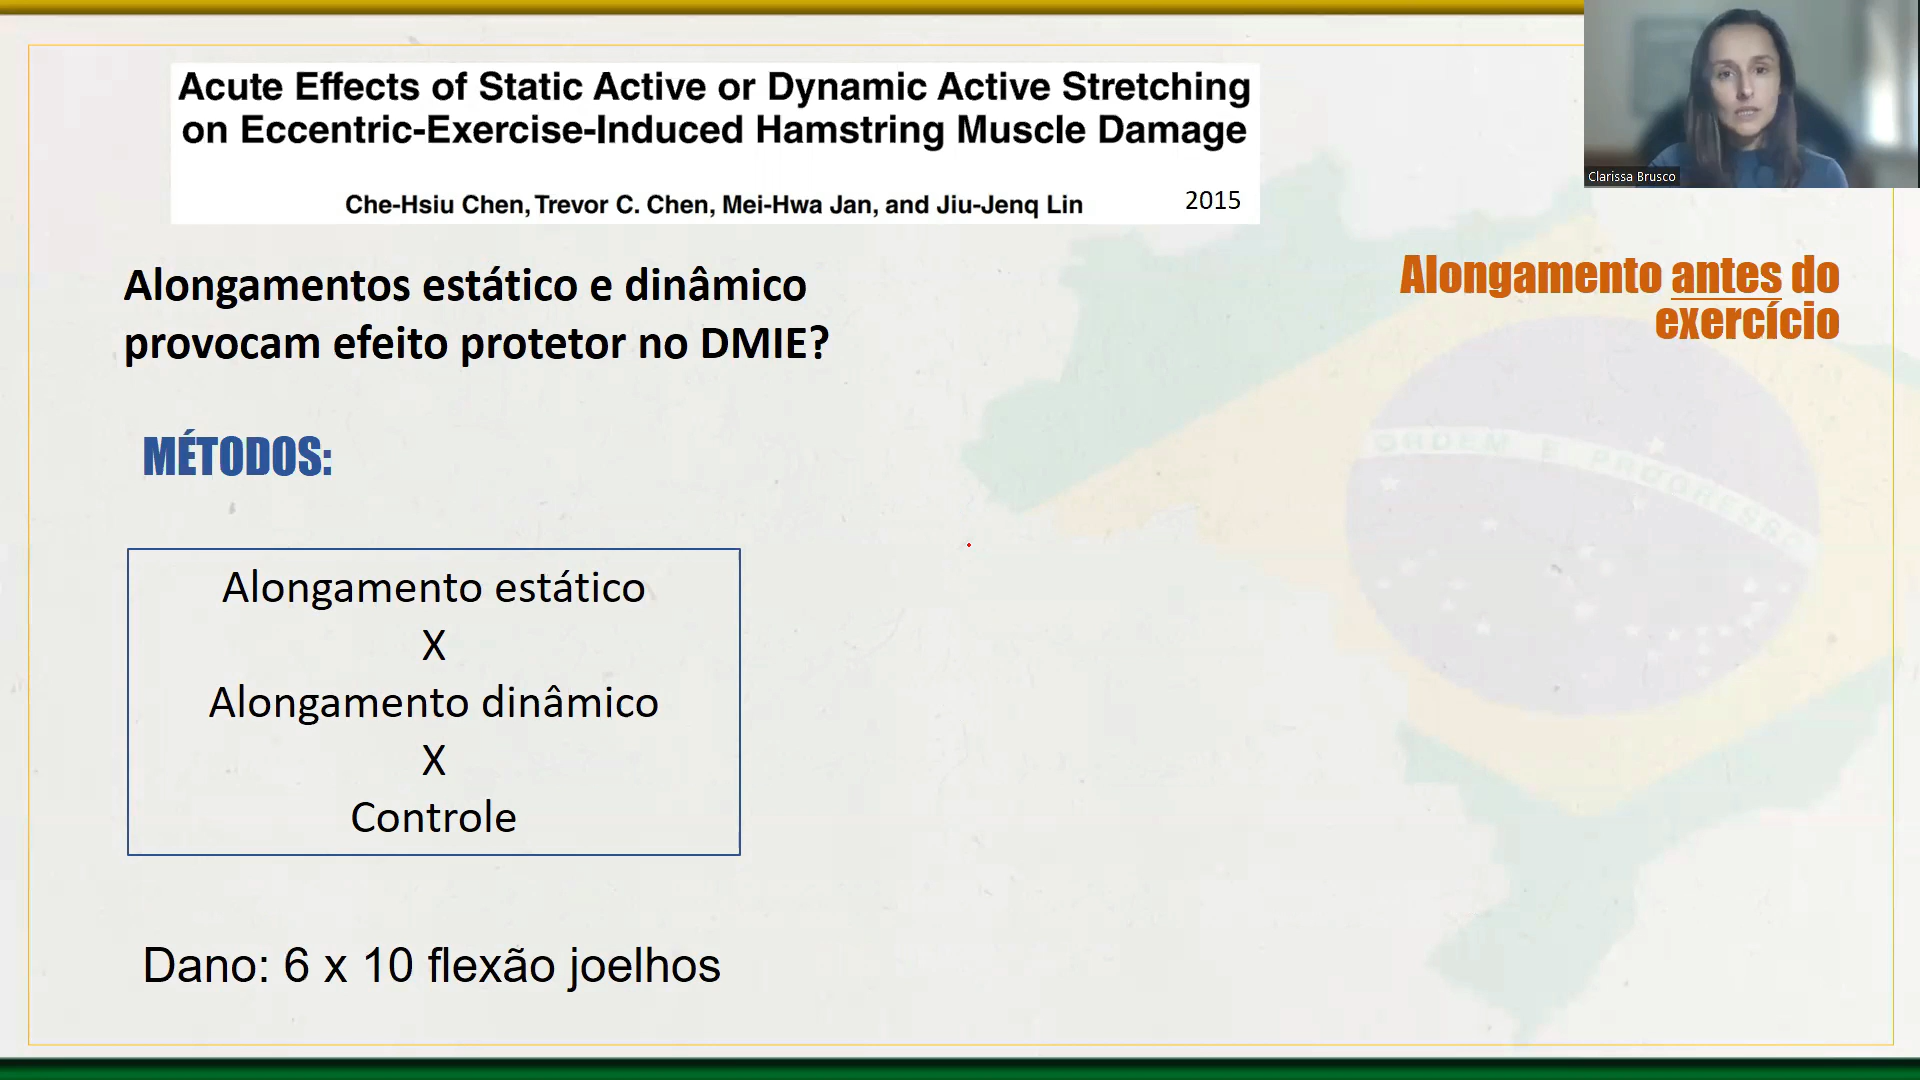 Acute Effects of Static Active or Dynamic Active Stretching
on Eccentric-Exercise-Induced Hamstring Muscle Damage
Che-Hsiu Chen, Trevor C. Chen, Mei-Hwa Jan, and Jiu-Jenq Lin
2015
Clarissa Brusco
Alongamentos estático e dinâmico
provocam efeito protetor no DMIE?
Alongamento antes do
exercício
MÉTODOS:
ORDEM E PROGRESSO
Alongamento estático
X
Alongamento dinâmico
X
Controle
Dano: 6 x 10 flexão joelhos